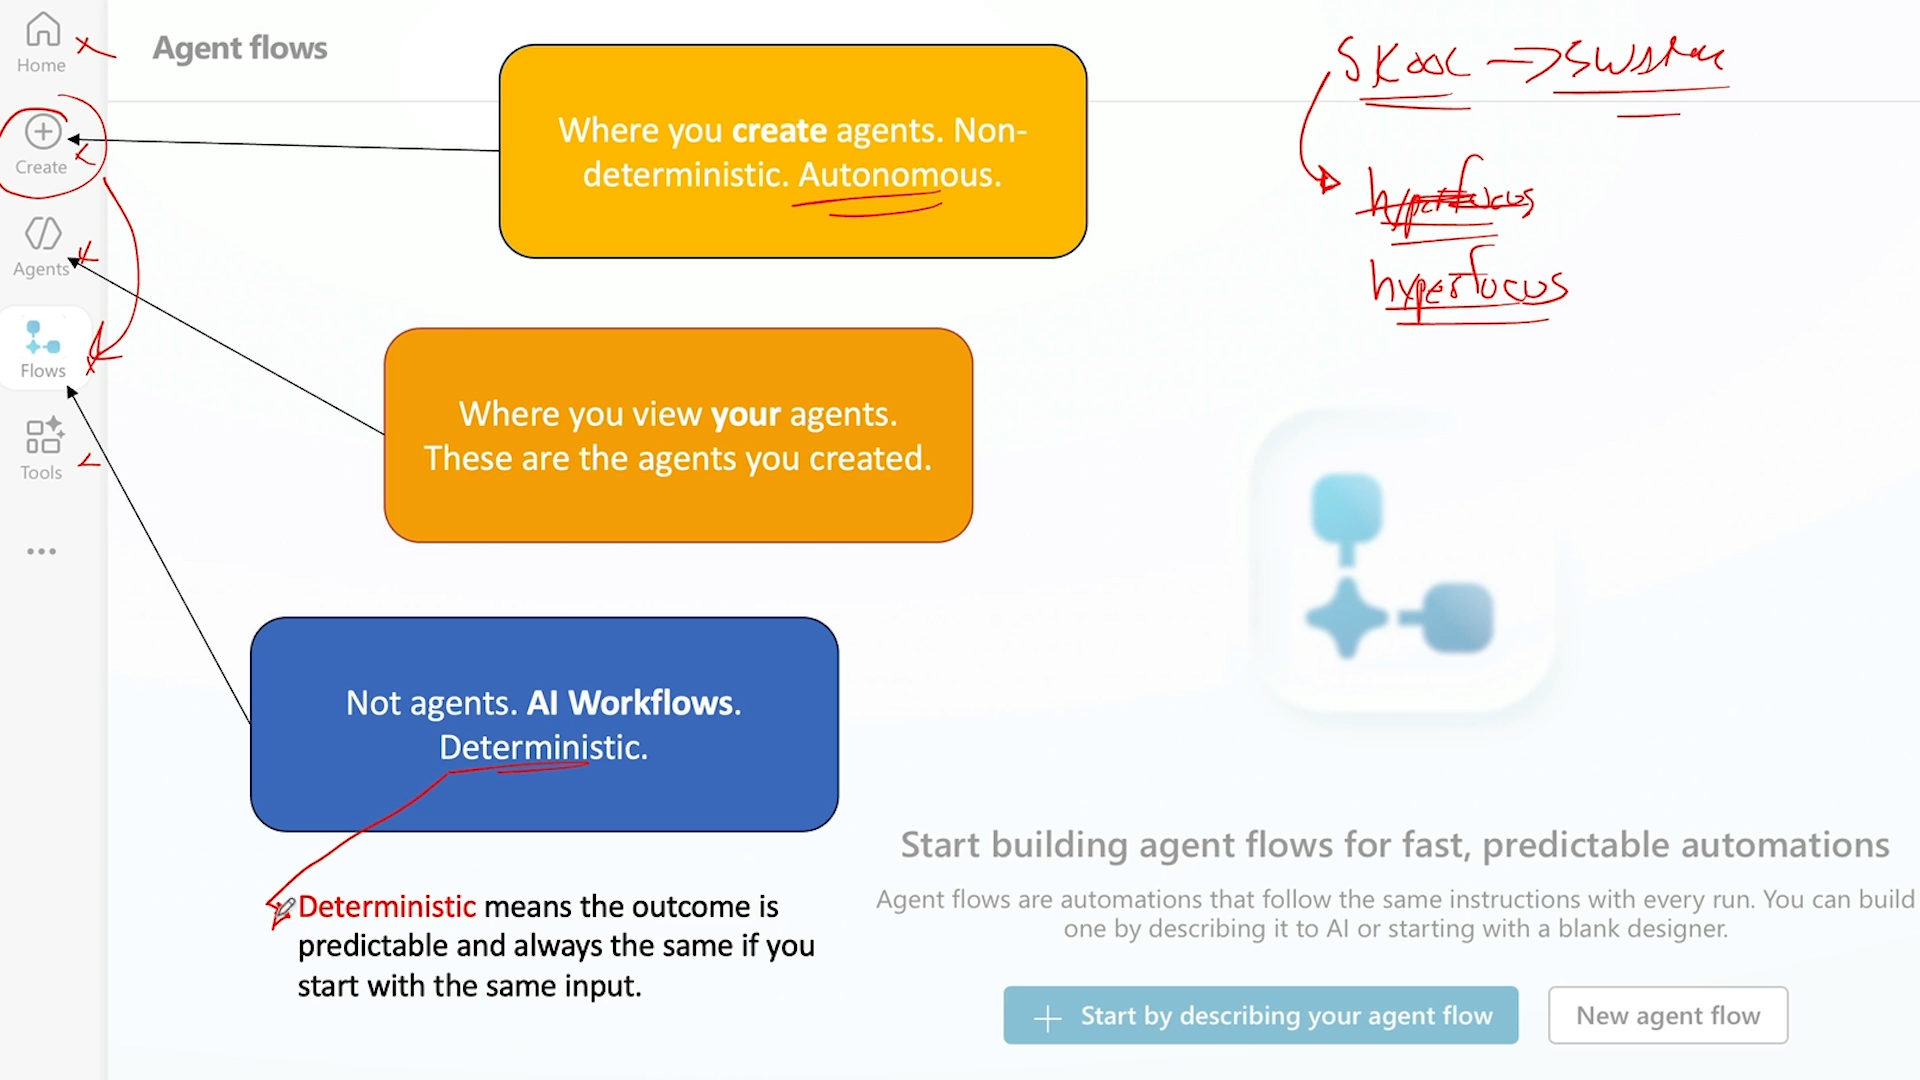 Home
Create
Agents
Flows
Tools
Agent flows
Where you create agents. Non-
deterministic. Autonomous.
Where you view your agents.
These are the agents you created.
Not agents. AI Workflows.
Deterministic.
Deterministic means the outcome is
predictable and always the same if you
start with the same input.
SKOOL
hyperfocus
hyperfocus
Start building agent flows for fast, predictable automations
Agent flows are automations that follow the same instructions with every run. You can build
one by describing it to AI or starting with a blank designer.
Start by describing your agent flow
New agent flow